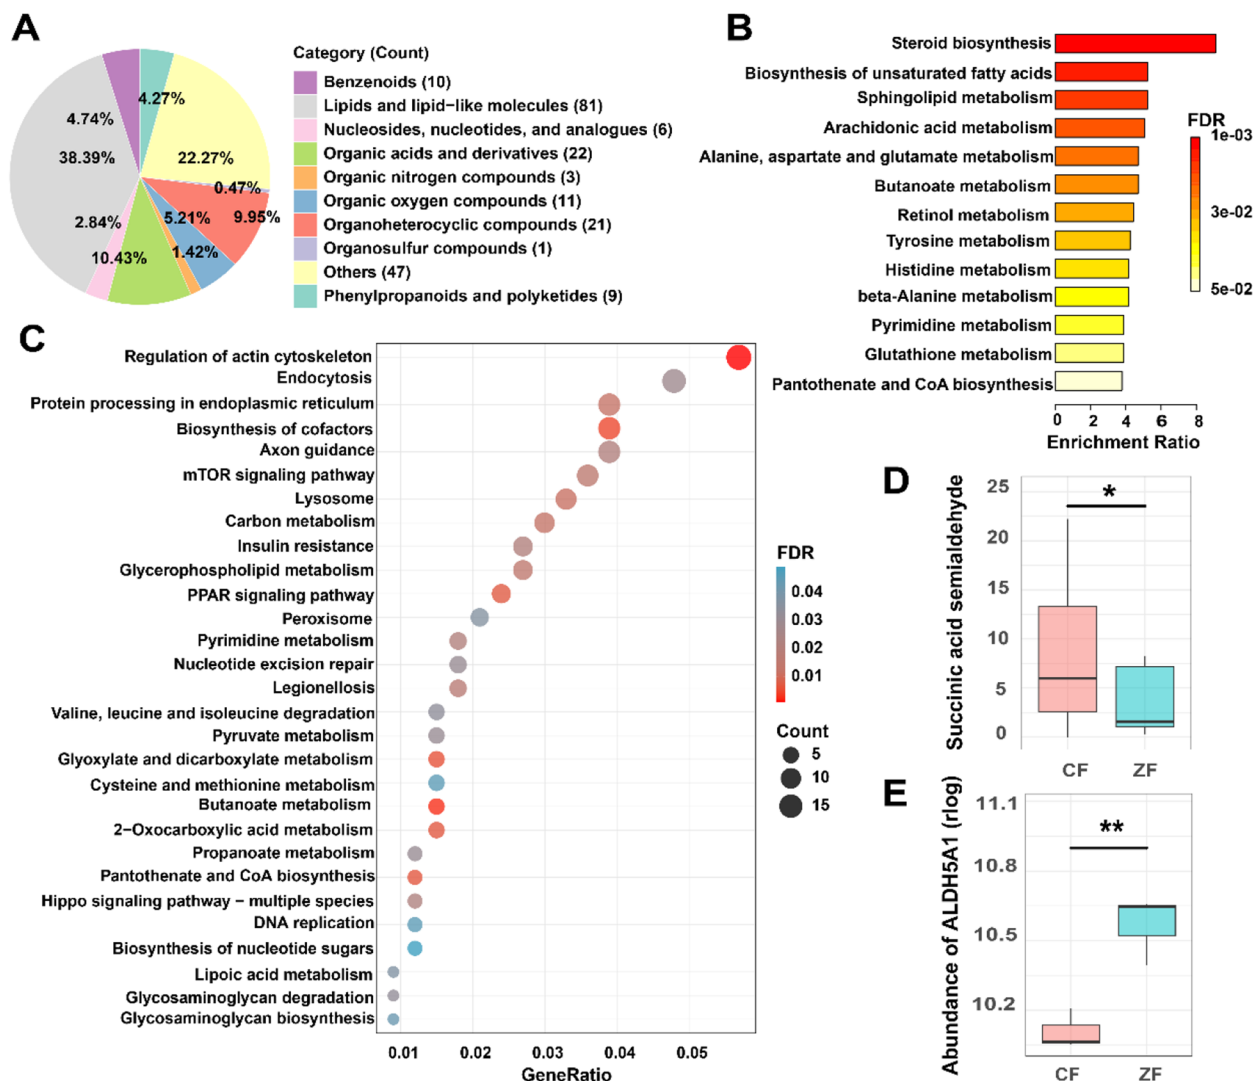 A
4.27%
4.74%
38.39%
22.27%
0.47%
2.84%
5.21%
9.95%
10.43%
1.42%
Category (Count)
Benzenoids (10)
Lipids and lipid−like molecules (81)
Nucleosides, nucleotides, and analogues (6)
Organic acids and derivatives (22)
Organic nitrogen compounds (3)
Organic oxygen compounds (11)
Organoheterocyclic compounds (21)
Organosulfur compounds (1)
Others (47)
Phenylpropanoids and polyketides (9)
B
Steroid biosynthesis
Biosynthesis of unsaturated fatty acids
Sphingolipid metabolism
Arachidonic acid metabolism
Alanine, aspartate and glutamate metabolism
Butanoate metabolism
Retinol metabolism
Tyrosine metabolism
Histidine metabolism
beta-Alanine metabolism
Pyrimidine metabolism
Glutathione metabolism
Pantothenate and CoA biosynthesis
0 2 4 6 8
Enrichment Ratio
FDR
1e-03
3e-02
5e-02
C
Regulation of actin cytoskeleton
Endocytosis
Protein processing in endoplasmic reticulum
Biosynthesis of cofactors
Axon guidance
mTOR signaling pathway
Lysosome
Carbon metabolism
Insulin resistance
Glycerophospholipid metabolism
PPAR signaling pathway
Peroxisome
Pyrimidine metabolism
Nucleotide excision repair
Legionellosis
Valine, leucine and isoleucine degradation
Pyruvate metabolism
Glyoxylate and dicarboxylate metabolism
Cysteine and methionine metabolism
Butanoate metabolism
2−Oxocarboxylic acid metabolism
Propanoate metabolism
Pantothenate and CoA biosynthesis
Hippo signaling pathway − multiple species
DNA replication
Biosynthesis of nucleotide sugars
Lipoic acid metabolism
Glycosaminoglycan degradation
Glycosaminoglycan biosynthesis
0.01 0.02 0.03 0.04 0.05
GeneRatio
FDR
0.04
0.03
0.02
0.01
Count
5
10
15
D
Succinic acid semialdehyde
25
20
15
10
5
0
*
CF ZF
E
Abundance of ALDH5A1 (rlog)
11.1
10.8
10.5
10.2
**
CF ZF